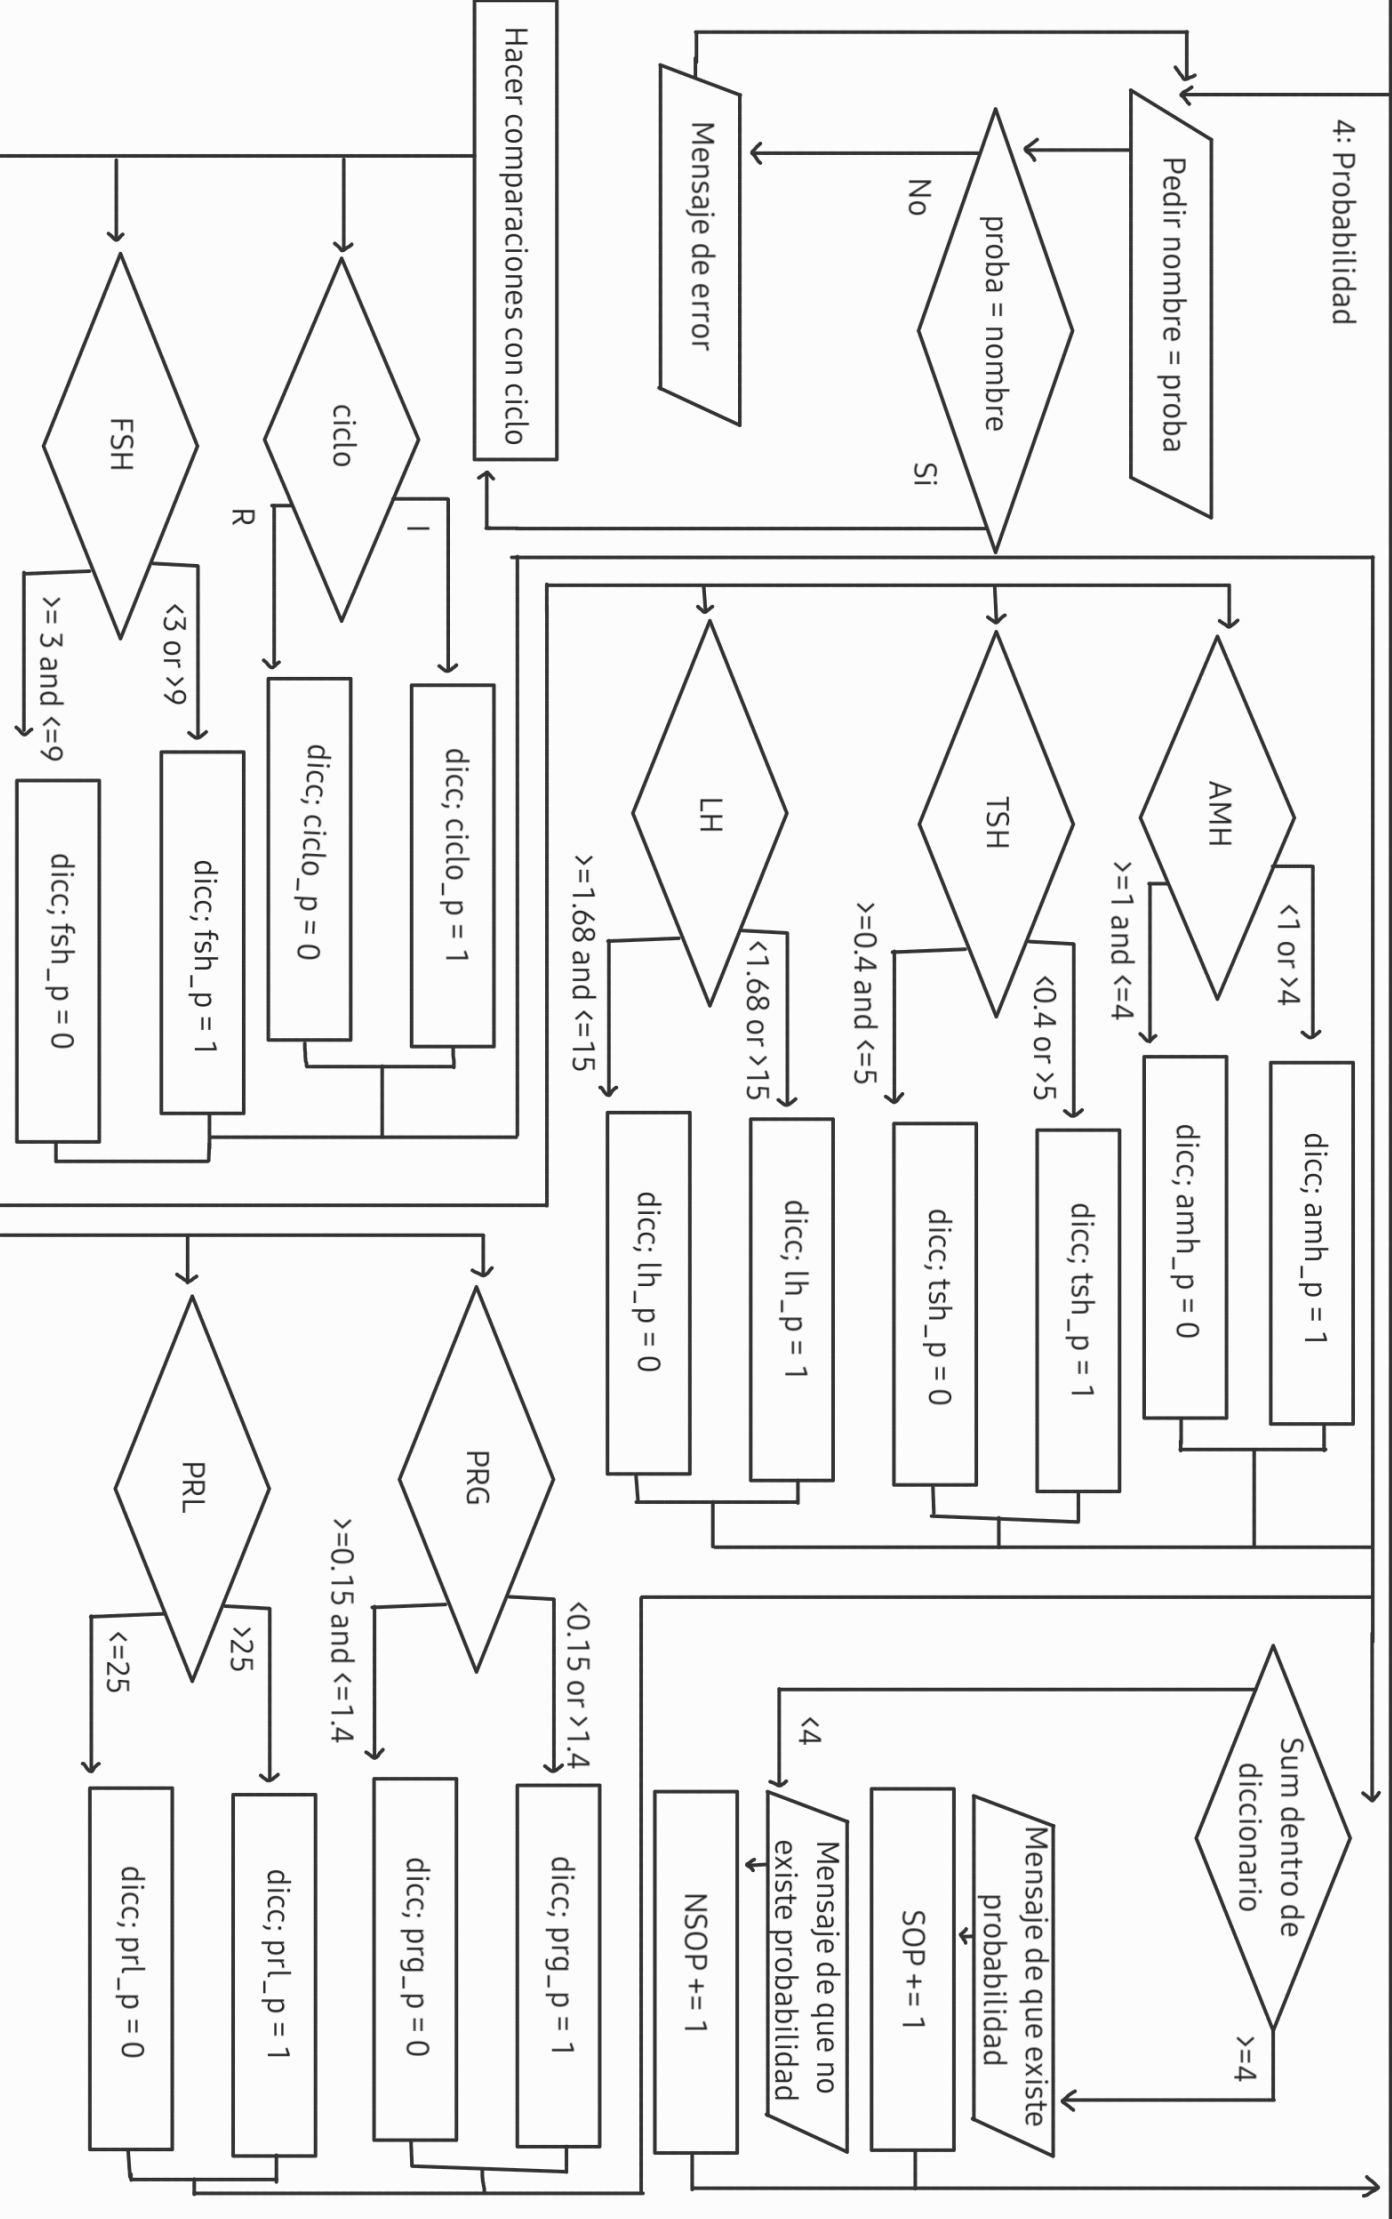 4: Probabilidad
Pedir nombre = proba
proba = nombre
No
Si
Mensaje de error
Hacer comparaciones con ciclo
ciclo
I
R
dicc; ciclo_p = 1
dicc; ciclo_p = 0
FSH
<3 or >9
>= 3 and <=9
dicc; fsh_p = 1
dicc; fsh_p = 0
AMH
<1 or >4
>=1 and <=4
dicc; amh_p = 1
dicc; amh_p = 0
TSH
<0.4 or >5
>=0.4 and <=5
dicc; tsh_p = 1
dicc; tsh_p = 0
LH
<1.68 or >15
>=1.68 and <=15
dicc; lh_p = 1
dicc; lh_p = 0
PRG
<0.15 or >1.4
>=0.15 and <=1.4
dicc; prg_p = 1
dicc; prg_p = 0
PRL
>25
<=25
dicc; prl_p = 1
dicc; prl_p = 0
Sum dentro de
diccionario
>=4
<4
Mensaje de que existe
probabilidad
SOP += 1
Mensaje de que no
existe probabilidad
NSOP += 1